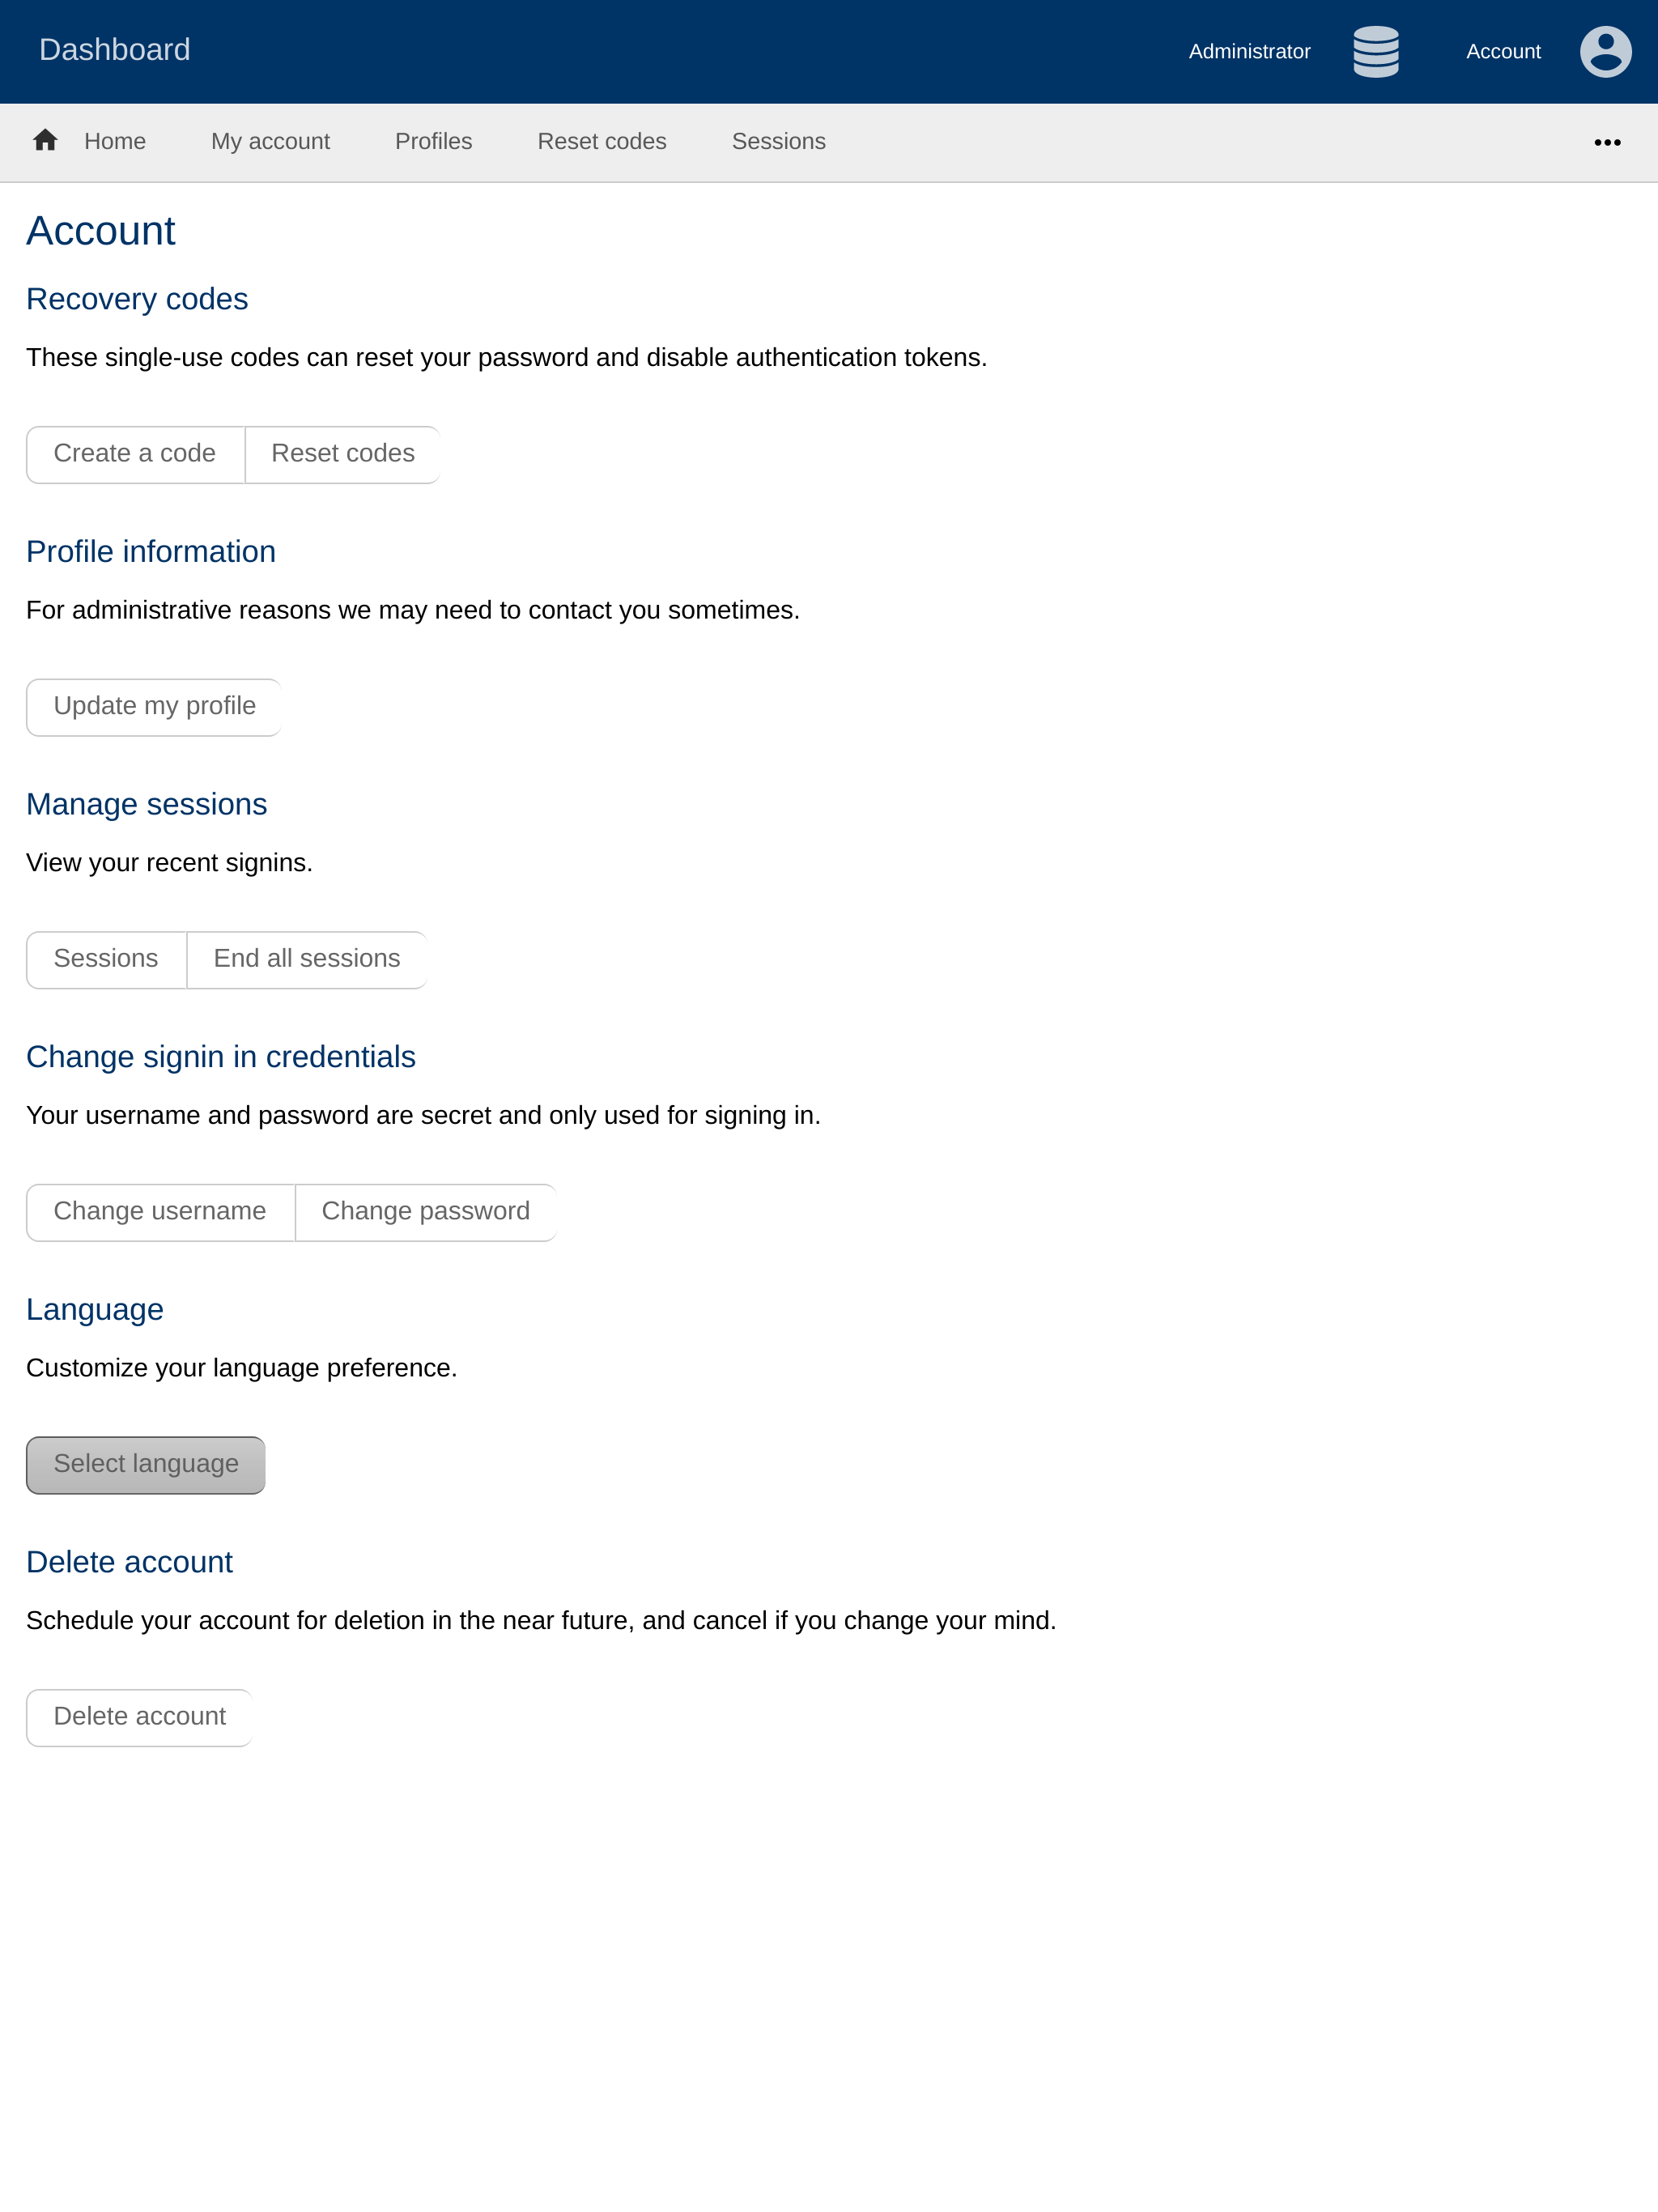 Dashboard
Administrator
Account
Home
My account
Profiles
Reset codes
Sessions
Account
Recovery codes
These single-use codes can reset your password and disable authentication tokens.
Create a code
Reset codes
Profile information
For administrative reasons we may need to contact you sometimes.
Update my profile
Manage sessions
View your recent signins.
Sessions
End all sessions
Change signin in credentials
Your username and password are secret and only used for signing in.
Change username
Change password
Language
Customize your language preference.
Select language
Delete account
Schedule your account for deletion in the near future, and cancel if you change your mind.
Delete account